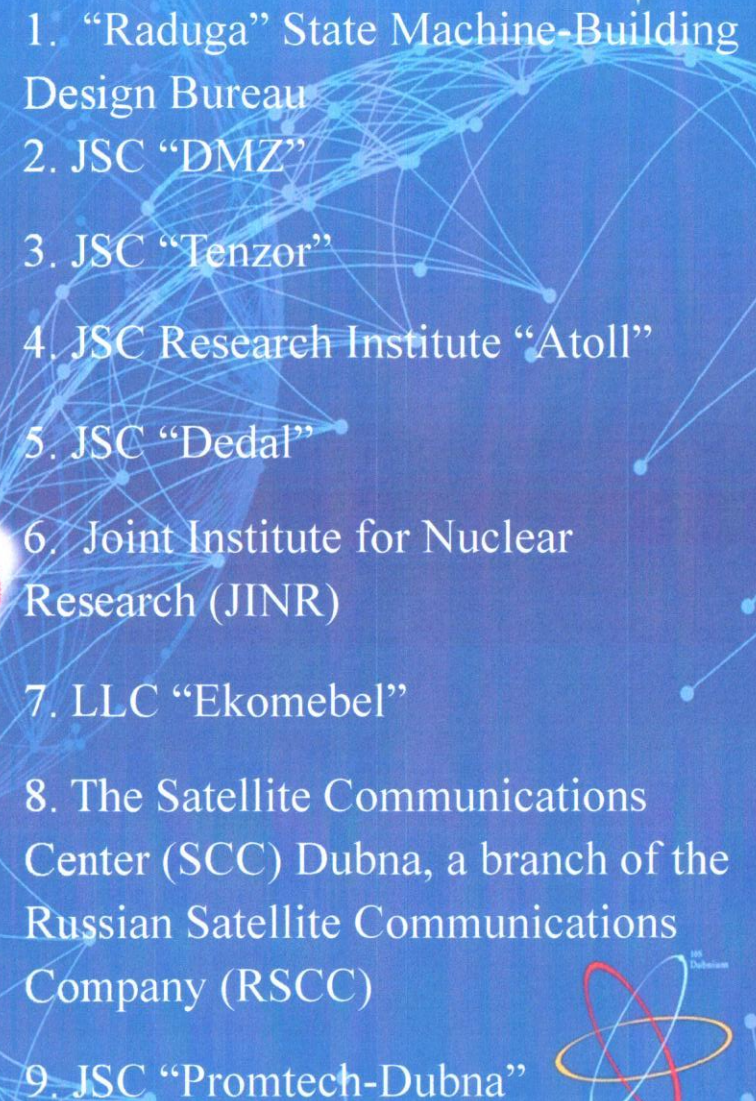 1. “Raduga” State Machine-Building
Design Bureau
2. JSC “DMZ”
3. JSC “Tenzor”
4. JSC Research Institute “Atoll”
5. JSC “Dedal”
6. Joint Institute for Nuclear
Research (JINR)
7. LLC “Ekomebel”
8. The Satellite Communications
Center (SCC) Dubna, a branch of the
Russian Satellite Communications
Company (RSCC)
105
Dubnium
9. JSC “Promtech-Dubna”